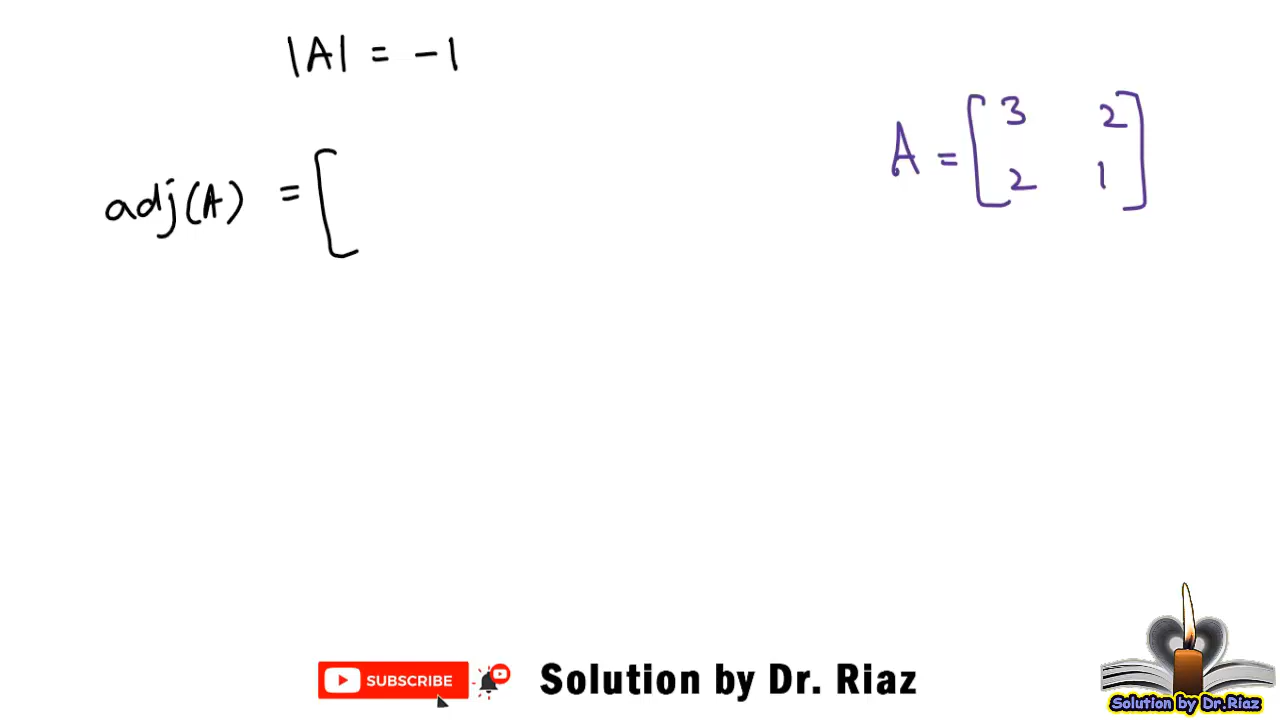 |A| = -1
A = [3 2
2 1]
adj(A) = [
SUBSCRIBE
Solution by Dr. Riaz
Solution by Dr.Riaz